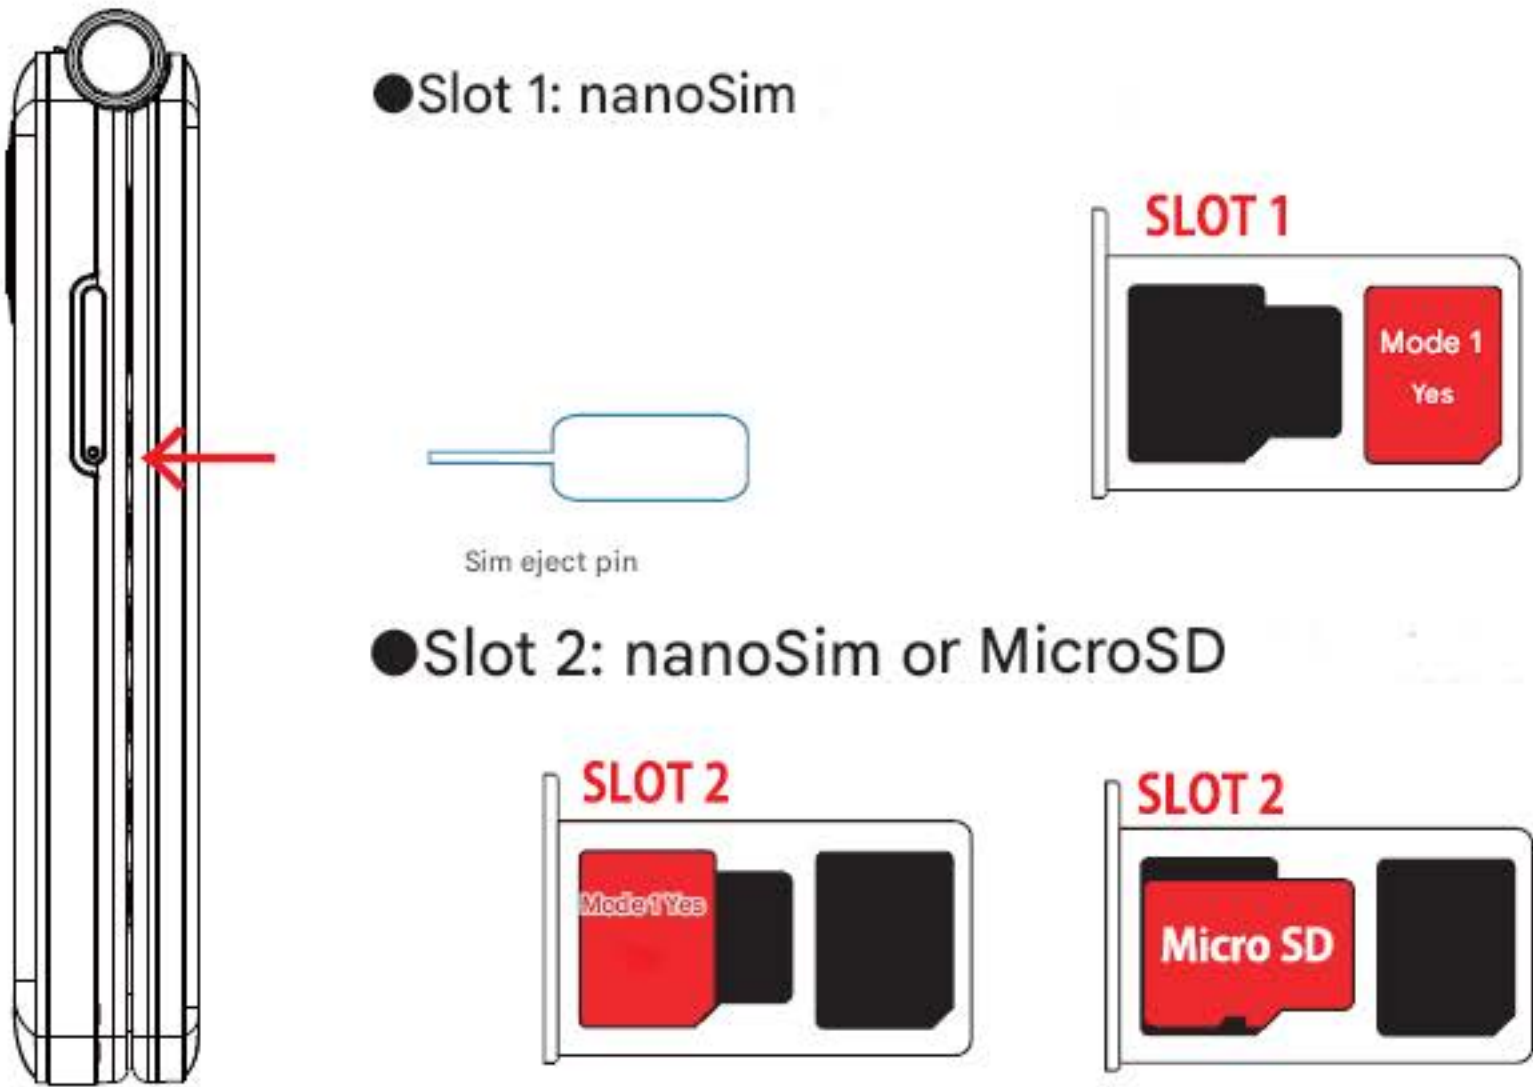 ●Slot 1: nanoSim
SLOT 1
Mode 1
Yes
Sim eject pin
●Slot 2: nanoSim or MicroSD
SLOT 2
Mode 1 Yes
SLOT 2
Micro SD